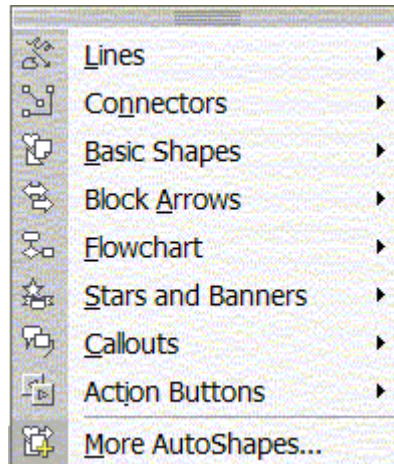 Lines
Connectors
Basic Shapes
Block Arrows
Flowchart
Stars and Banners
Callouts
Action Buttons
More AutoShapes...